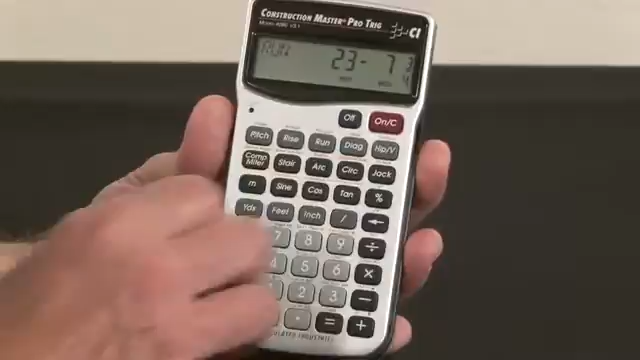 CONSTRUCTION MASTER® PRO TRIG
CI
RUN 23- 7 3
4
Off On/C
Pitch Rise Run Diag Hip/V
Comp Miter Stair Arc Circ Jack
m Sine Cos Tan %
Yds Feet Inch /
7 8 9 ÷
4 5 6 ×
2 3 −
. = +